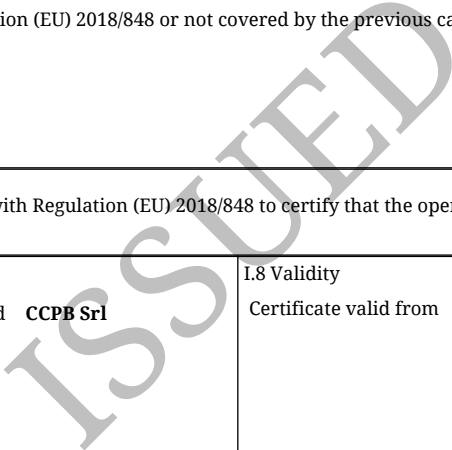 ion (EU) 2018/848 or not covered by the previous ca
ith Regulation (EU) 2018/848 to certify that the oper
I.8 Validity
Certificate valid from
d CCPB Srl
ISSUED